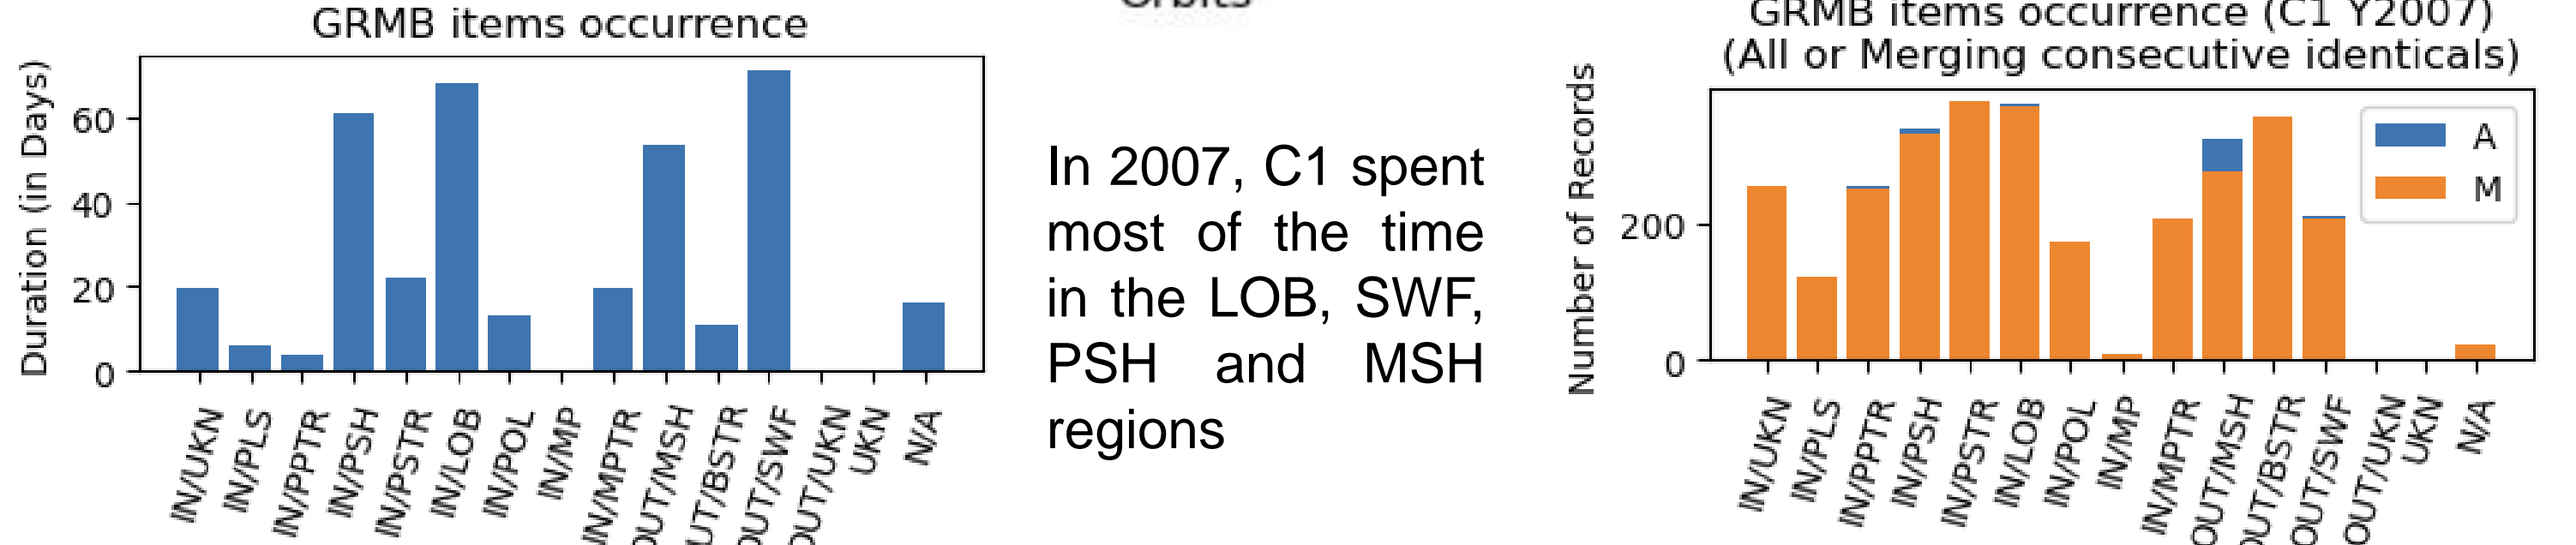 GRMB items occurrence
Duration (in Days)
60
40
20
0
IN/UKN
IN/PLS
IN/PPTR
IN/PSH
IN/PSTR
IN/LOB
IN/POL
IN/MP
IN/MPTR
OUT/MSH
UT/BSTR
OUT/SWF
OUT/UKN
UKN
N/A
In 2007, C1 spent
most of the time
in the LOB, SWF,
PSH and MSH
regions
GRMB items occurrence (C1 Y2007)
(All or Merging consecutive identicals)
Number of Records
200
0
A
M
IN/UKN
IN/PLS
IN/PPTR
IN/PSH
IN/PSTR
IN/LOB
IN/POL
IN/MP
IN/MPTR
OUT/MSH
OUT/BSTR
OUT/SWF
OUT/UKN
UKN
N/A